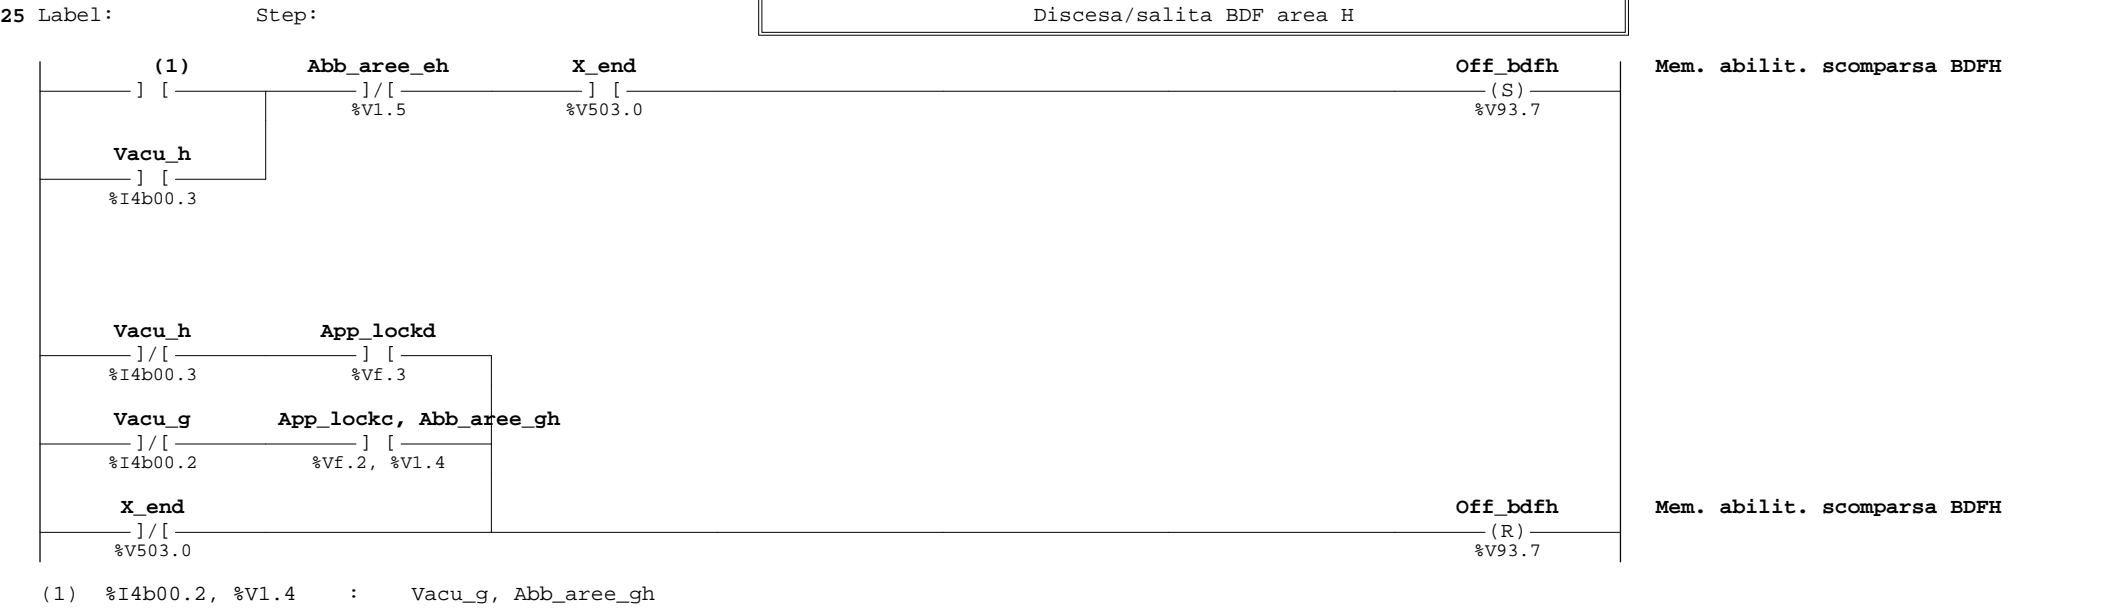 25 Label: Step: Discesa/salita BDF area H
(1) Abb_aree_eh X_end Off_bdfh Mem. abilit. scomparsa BDFH
] [ ]/[ ] [ (S)
%V1.5 %V503.0 %V93.7
Vacu_h
] [
%I4b00.3
Vacu_h App_lockd
]/[ ] [
%I4b00.3 %Vf.3
Vacu_g App_lockc, Abb_aree_gh
]/[ ] [
%I4b00.2 %Vf.2, %V1.4
X_end Off_bdfh Mem. abilit. scomparsa BDFH
]/[ (R)
%V503.0 %V93.7
(1) %I4b00.2, %V1.4 : Vacu_g, Abb_aree_gh